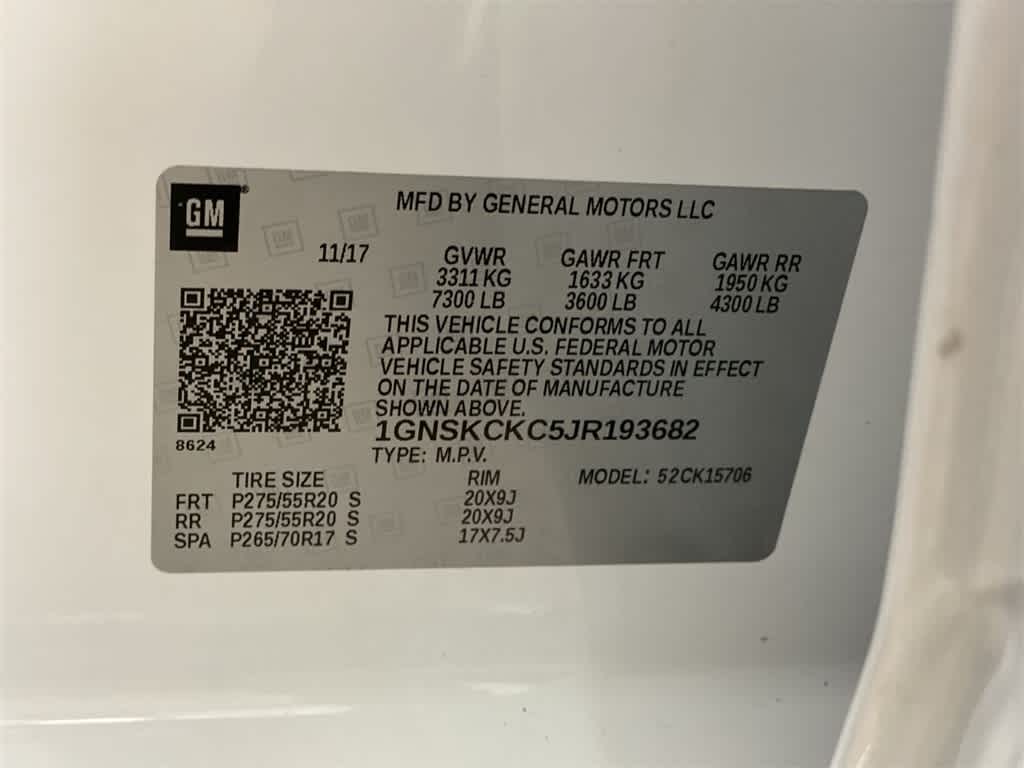 GM®
MFD BY GENERAL MOTORS LLC
11/17 GVWR GAWR FRT GAWR RR
3311 KG 1633 KG 1950 KG
7300 LB 3600 LB 4300 LB
THIS VEHICLE CONFORMS TO ALL
APPLICABLE U.S. FEDERAL MOTOR
VEHICLE SAFETY STANDARDS IN EFFECT
ON THE DATE OF MANUFACTURE
SHOWN ABOVE.
1GNSKCKC5JR193682
8624
TYPE: M.P.V.
TIRE SIZE RIM MODEL: 52CK15706
FRT P275/55R20 S 20X9J
RR P275/55R20 S 20X9J
SPA P265/70R17 S 17X7.5J